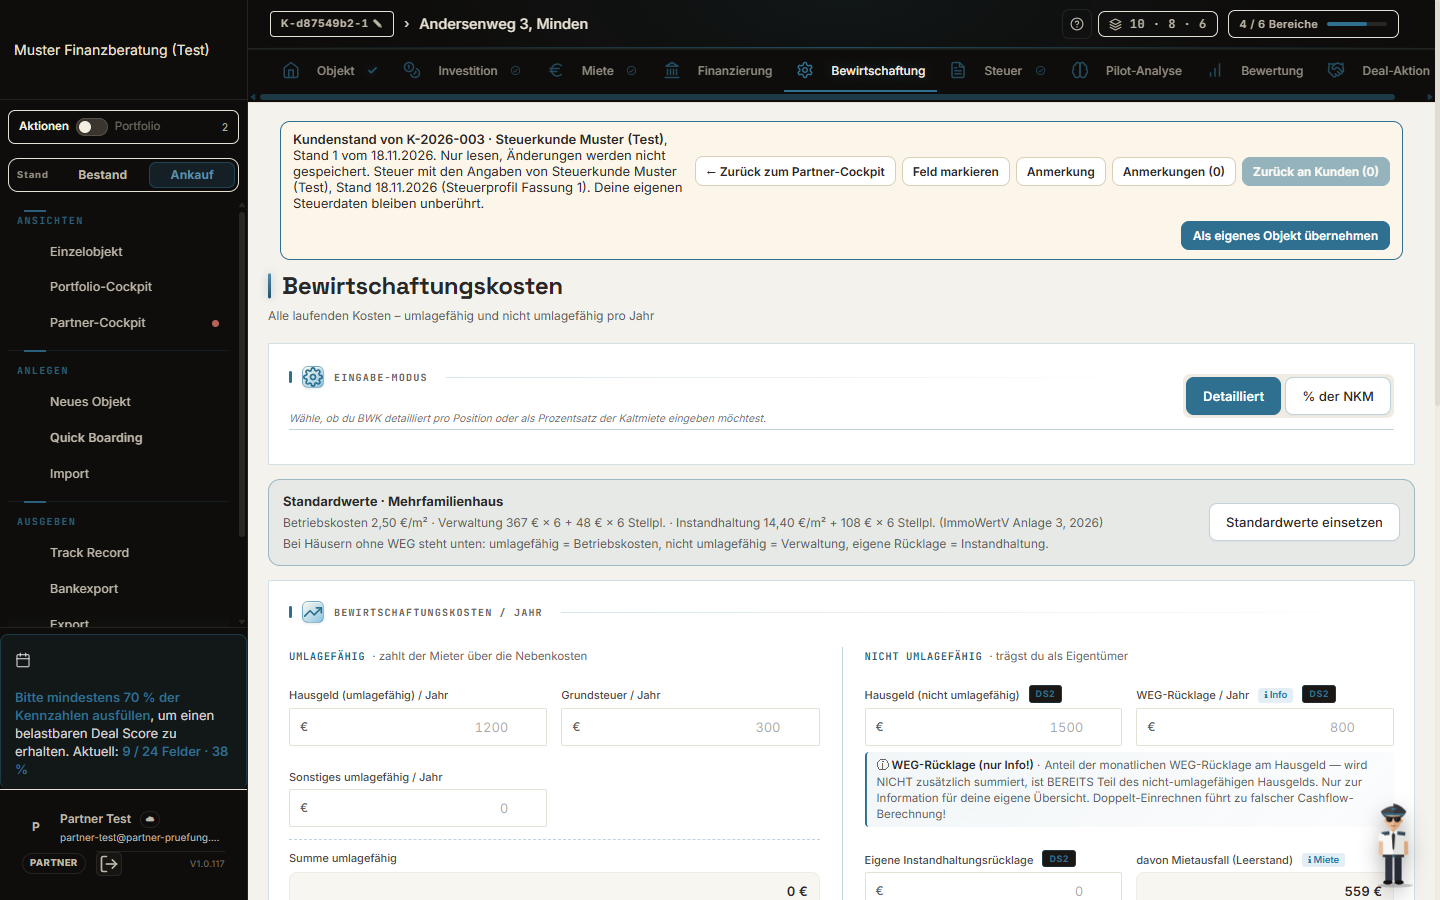 Muster Finanzberatung (Test)
Aktionen Portfolio 2
Stand Bestand Ankauf
ANSICHTEN
Einzelobjekt
Portfolio-Cockpit
Partner-Cockpit
ANLEGEN
Neues Objekt
Quick Boarding
Import
AUSGEBEN
Track Record
Bankexport
Export
Bitte mindestens 70 % der
Kennzahlen ausfüllen, um einen
belastbaren Deal Score zu
erhalten. Aktuell: 9 / 24 Felder · 38
%
P
Partner Test
partner-test@partner-pruefung....
PARTNER V1.0.117
K-d87549b2-1 › Andersenweg 3, Minden
10 · 8 · 6
4 / 6 Bereiche
Objekt Investition Miete Finanzierung Bewirtschaftung Steuer Pilot-Analyse Bewertung Deal-Aktion
Kundenstand von K-2026-003 · Steuerkunde Muster (Test),
Stand 1 vom 18.11.2026. Nur lesen, Änderungen werden nicht
gespeichert. Steuer mit den Angaben von Steuerkunde Muster
(Test), Stand 18.11.2026 (Steuerprofil Fassung 1). Deine eigenen
Steuerdaten bleiben unberührt.
← Zurück zum Partner-Cockpit Feld markieren Anmerkung Anmerkungen (0) Zurück an Kunden (0)
Als eigenes Objekt übernehmen
Bewirtschaftungskosten
Alle laufenden Kosten – umlagefähig und nicht umlagefähig pro Jahr
EINGABE-MODUS
Detailliert % der NKM
Wähle, ob du BWK detailliert pro Position oder als Prozentsatz der Kaltmiete eingeben möchtest.
Standardwerte · Mehrfamilienhaus
Betriebskosten 2,50 €/m² · Verwaltung 367 € × 6 + 48 € × 6 Stellpl. · Instandhaltung 14,40 €/m² + 108 € × 6 Stellpl. (ImmoWertV Anlage 3, 2026)
Bei Häusern ohne WEG steht unten: umlagefähig = Betriebskosten, nicht umlagefähig = Verwaltung, eigene Rücklage = Instandhaltung.
Standardwerte einsetzen
BEWIRTSCHAFTUNGSKOSTEN / JAHR
UMLAGEFÄHIG · zahlt der Mieter über die Nebenkosten
Hausgeld (umlagefähig) / Jahr Grundsteuer / Jahr
€ 1200 € 300
Sonstiges umlagefähig / Jahr
€ 0
Summe umlagefähig
0 €
NICHT UMLAGEFÄHIG · trägst du als Eigentümer
Hausgeld (nicht umlagefähig) DS2 WEG-Rücklage / Jahr i Info DS2
€ 1500 € 800
WEG-Rücklage (nur Info!) · Anteil der monatlichen WEG-Rücklage am Hausgeld — wird
NICHT zusätzlich summiert, ist BEREITS Teil des nicht-umlagefähigen Hausgelds. Nur zur
Information für deine eigene Übersicht. Doppelt-Einrechnen führt zu falscher Cashflow-
Berechnung!
Eigene Instandhaltungsrücklage DS2 davon Mietausfall (Leerstand) i Miete
€ 0 559 €